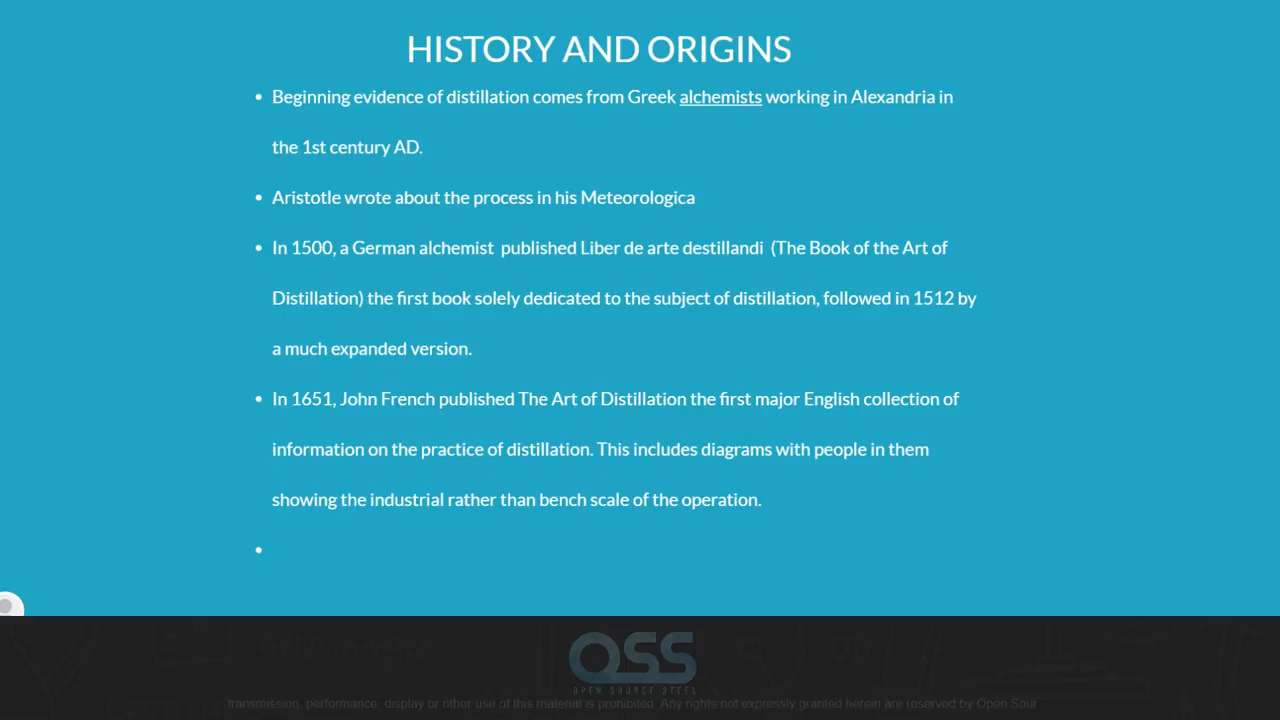 HISTORY AND ORIGINS
• Beginning evidence of distillation comes from Greek alchemists working in Alexandria in
the 1st century AD.
• Aristotle wrote about the process in his Meteorologica
• In 1500, a German alchemist published Liber de arte destillandi (The Book of the Art of
Distillation) the first book solely dedicated to the subject of distillation, followed in 1512 by
a much expanded version.
• In 1651, John French published The Art of Distillation the first major English collection of
information on the practice of distillation. This includes diagrams with people in them
showing the industrial rather than bench scale of the operation.
•
OSS
OPEN SOURCE STEEL
transmission, performance, display or other use of this material is prohibited. Any rights not expressly granted herein are reserved by Open Sour